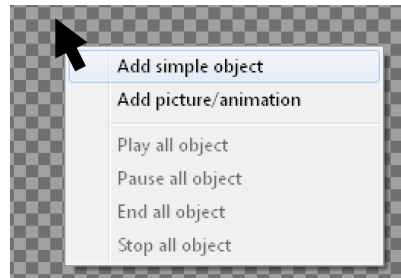 Add simple object
Add picture/animation
Play all object
Pause all object
End all object
Stop all object